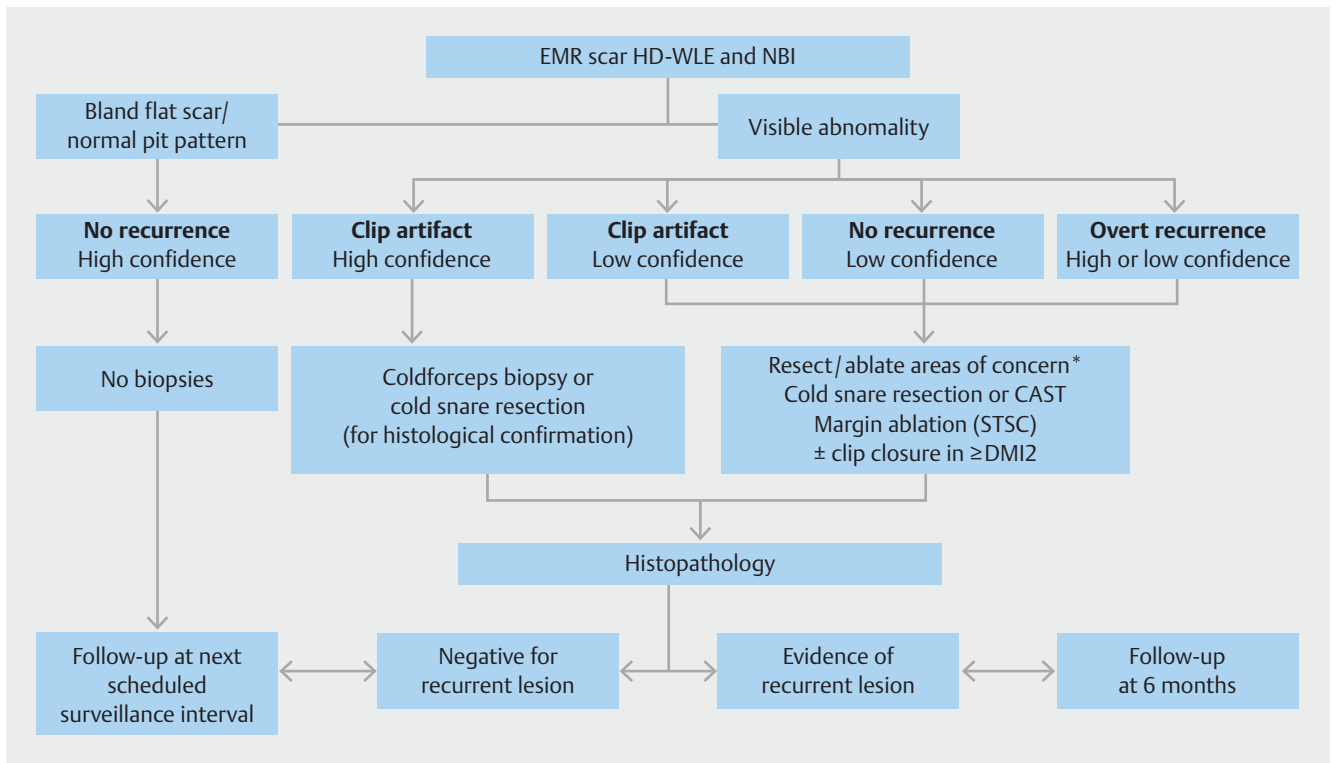 EMR scar HD-WLE and NBI
Bland flat scar/
normal pit pattern
Visible abnomality
No recurrence
High confidence
Clip artifact
High confidence
Clip artifact
Low confidence
No recurrence
Low confidence
Overt recurrence
High or low confidence
No biopsies
Coldforceps biopsy or
cold snare resection
(for histological confirmation)
Resect/ablate areas of concern*
Cold snare resection or CAST
Margin ablation (STSC)
± clip closure in ≥DMI2
Histopathology
Follow-up at next
scheduled
surveillance interval
Negative for
recurrent lesion
Evidence of
recurrent lesion
Follow-up
at 6 months